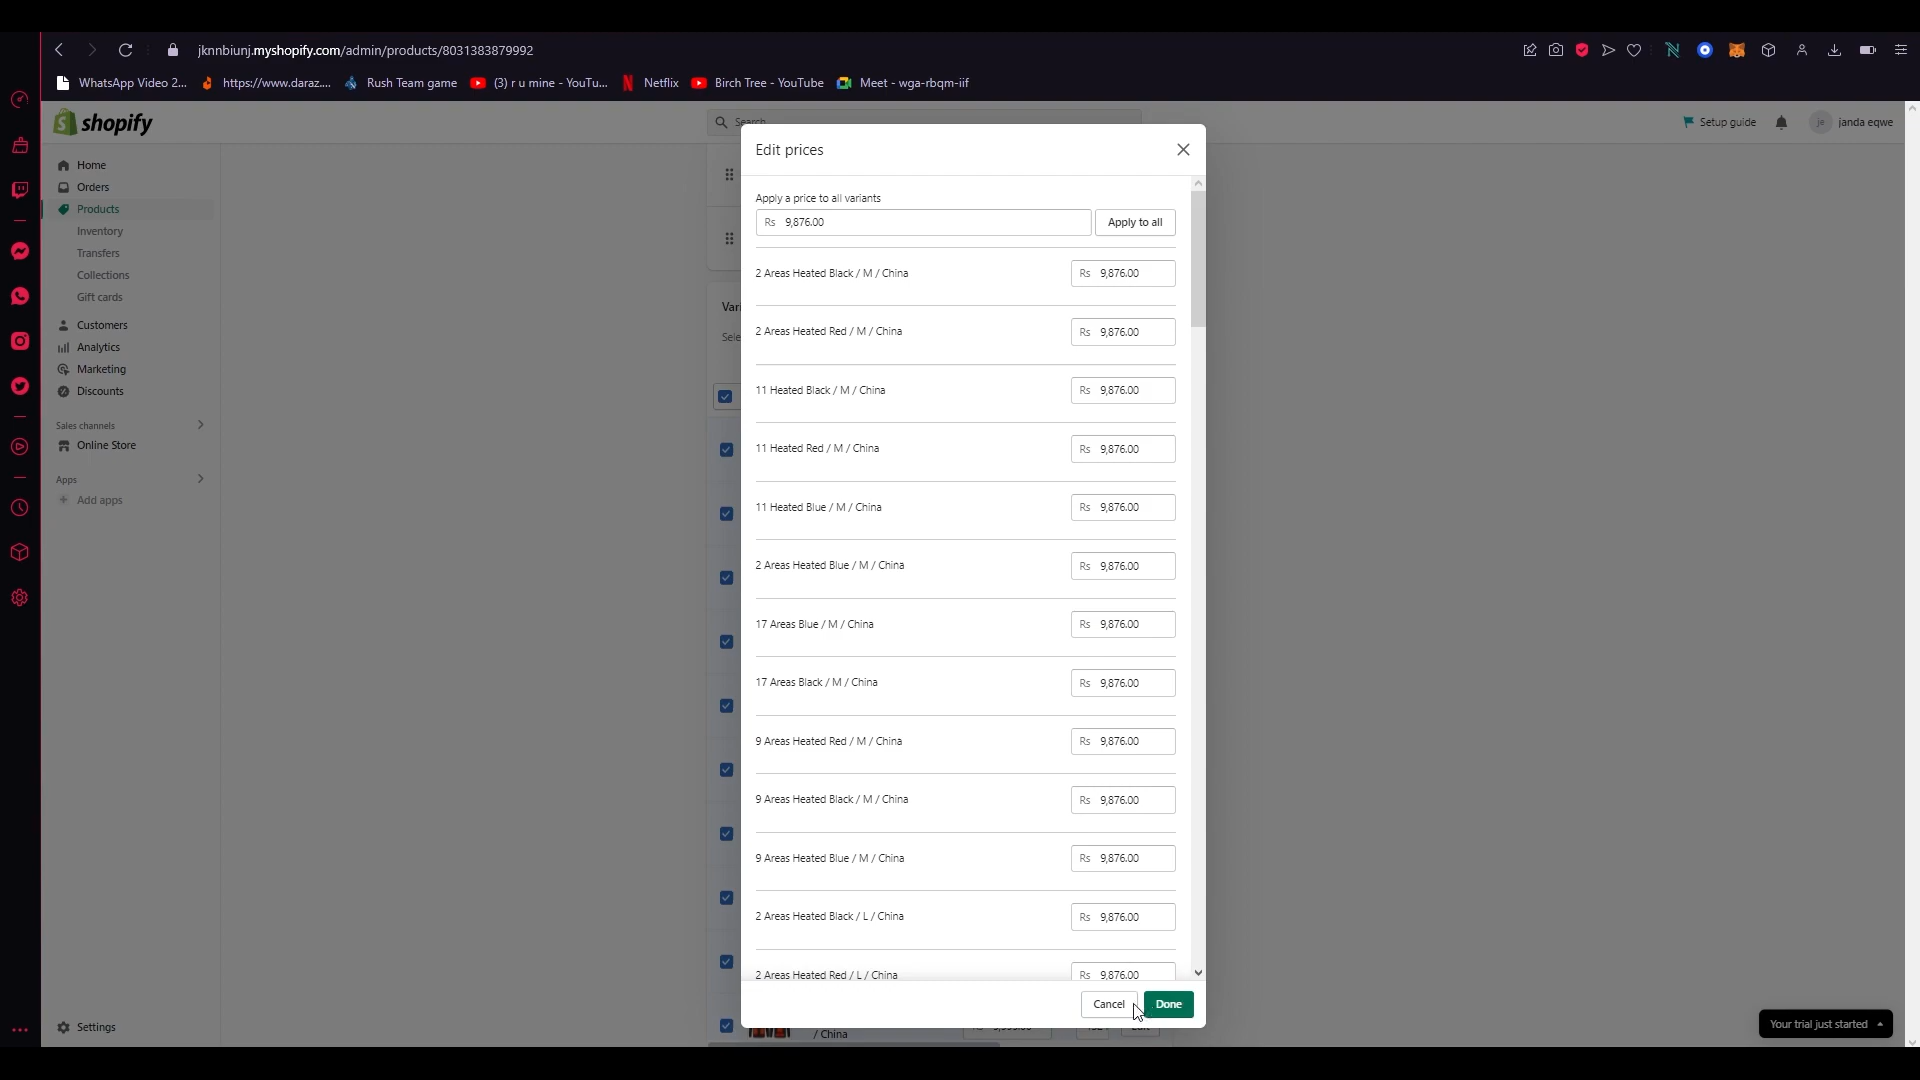 jknnbiunj.myshopify.com/admin/products/8031383879992
WhatsApp Video 2... https://www.daraz.... Rush Team game (3) r u mine - YouTu... Netflix Birch Tree - YouTube Meet - wga-rbqm-iif
shopify
Search
Setup guide
je janda eqwe
Home
Orders
Products
Inventory
Transfers
Collections
Gift cards
Customers
Analytics
Marketing
Discounts
Sales channels
Online Store
Apps
Add apps
Settings
Vari
Sele
Edit prices
Apply a price to all variants
Rs 9,876.00 Apply to all
2 Areas Heated Black / M / China Rs 9,876.00
2 Areas Heated Red / M / China Rs 9,876.00
11 Heated Black / M / China Rs 9,876.00
11 Heated Red / M / China Rs 9,876.00
11 Heated Blue / M / China Rs 9,876.00
2 Areas Heated Blue / M / China Rs 9,876.00
17 Areas Blue / M / China Rs 9,876.00
17 Areas Black / M / China Rs 9,876.00
9 Areas Heated Red / M / China Rs 9,876.00
9 Areas Heated Black / M / China Rs 9,876.00
9 Areas Heated Blue / M / China Rs 9,876.00
2 Areas Heated Black / L / China Rs 9,876.00
2 Areas Heated Red / L / China Rs 9,876.00
Cancel Done
/ China
Your trial just started